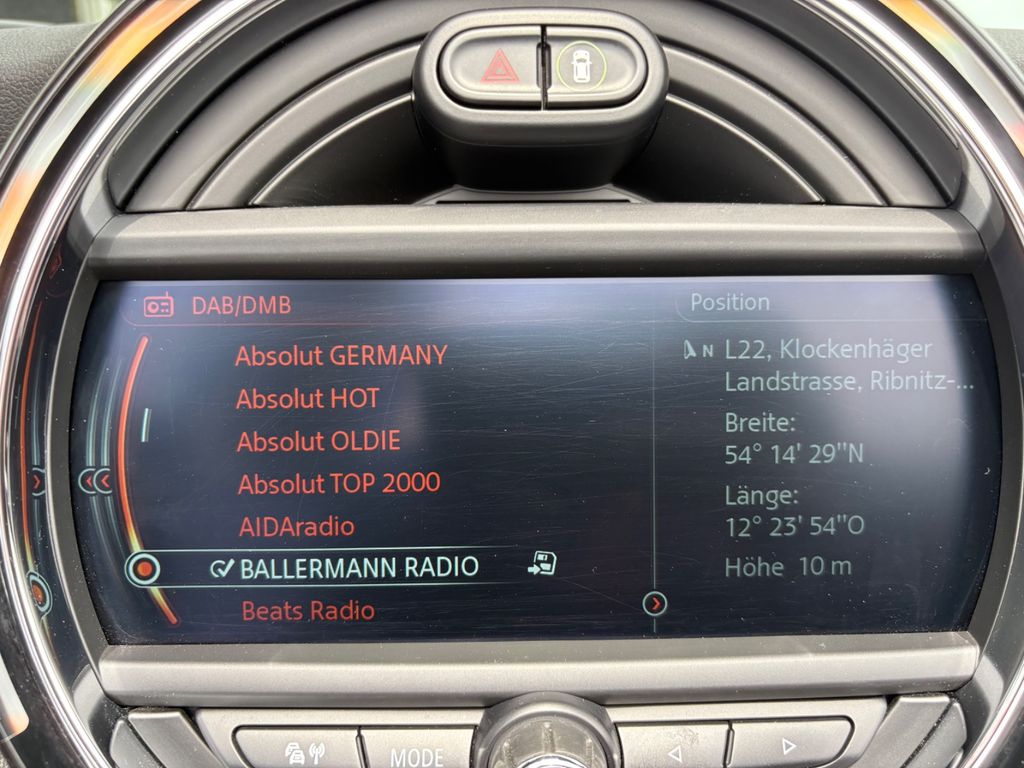 DAB/DMB
Absolut GERMANY
Absolut HOT
Absolut OLDIE
Absolut TOP 2000
AIDAradio
BALLERMANN RADIO
Beats Radio
Position
N L22, Klockenhäger
Landstrasse, Ribnitz-...
Breite:
54° 14' 29"N
Länge:
12° 23' 54"O
Höhe 10 m
MODE